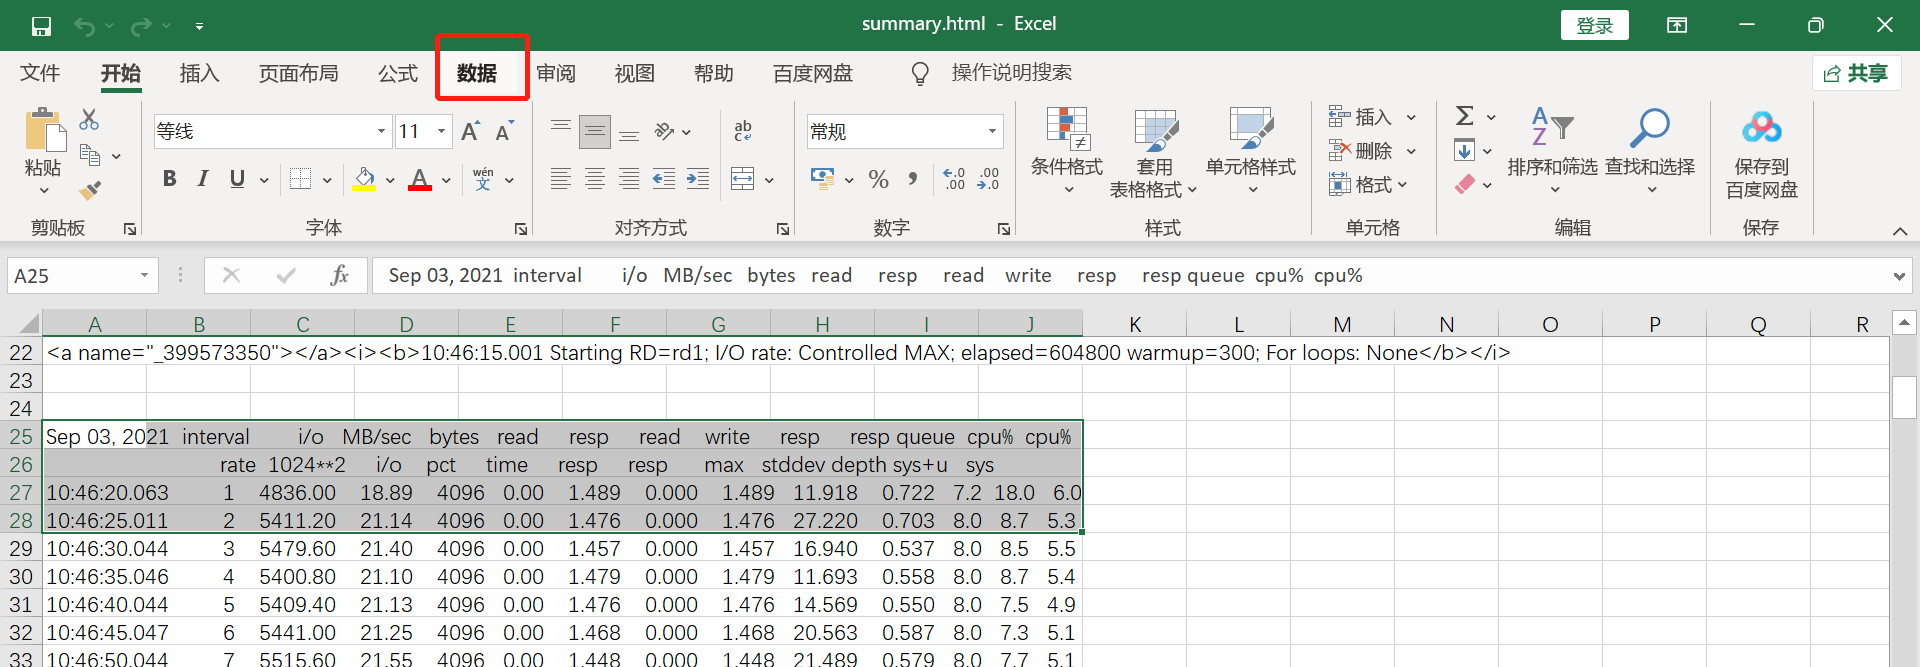 summary.html - Excel
登录
文件 开始 插入 页面布局 公式 数据 审阅 视图 帮助 百度网盘 操作说明搜索 共享
粘贴
剪贴板
等线 11 A A
B I U A wén 文
字体
ab c
对齐方式
常规
% , .0 .00 .00 .0
数字
条件格式 套用 表格格式 单元格样式
样式
插入
删除
格式
单元格
Σ A Z 排序和筛选 查找和选择
编辑
保存到
百度网盘
保存
A25 fx Sep 03, 2021 interval i/o MB/sec bytes read resp read write resp resp queue cpu% cpu%
A B C D E F G H I J K L M N O P Q R
22 <a name="_399573350"></a><i><b>10:46:15.001 Starting RD=rd1; I/O rate: Controlled MAX; elapsed=604800 warmup=300; For loops: None</b></i>
23
24
25 Sep 03, 2021 interval i/o MB/sec bytes read resp read write resp resp queue cpu% cpu%
26 rate 1024**2 i/o pct time resp resp max stddev depth sys+u sys
27 10:46:20.063 1 4836.00 18.89 4096 0.00 1.489 0.000 1.489 11.918 0.722 7.2 18.0 6.0
28 10:46:25.011 2 5411.20 21.14 4096 0.00 1.476 0.000 1.476 27.220 0.703 8.0 8.7 5.3
29 10:46:30.044 3 5479.60 21.40 4096 0.00 1.457 0.000 1.457 16.940 0.537 8.0 8.5 5.5
30 10:46:35.046 4 5400.80 21.10 4096 0.00 1.479 0.000 1.479 11.693 0.558 8.0 8.7 5.4
31 10:46:40.044 5 5409.40 21.13 4096 0.00 1.476 0.000 1.476 14.569 0.550 8.0 7.5 4.9
32 10:46:45.047 6 5441.00 21.25 4096 0.00 1.468 0.000 1.468 20.563 0.587 8.0 7.3 5.1
33 10:46:50.044 7 5515.60 21.55 4096 0.00 1.448 0.000 1.448 21.489 0.579 8.0 7.7 5.1